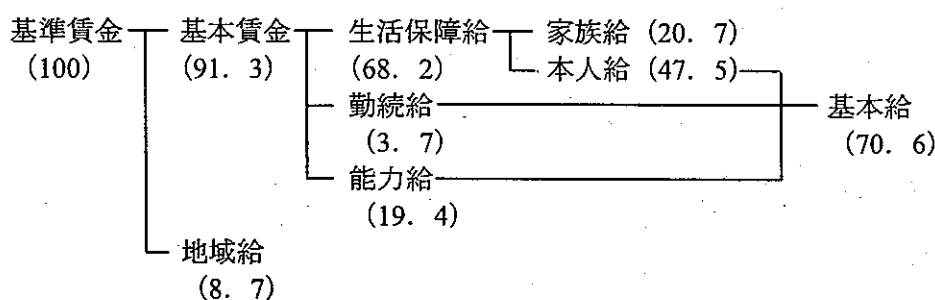 基準賃金 基本賃金 生活保障給 家族給 (20．7)
(100) (91．3) (68．2) 本人給 (47．5)
勤続給 基本給
(3．7) (70．6)
能力給
(19．4)
地域給
(8．7)